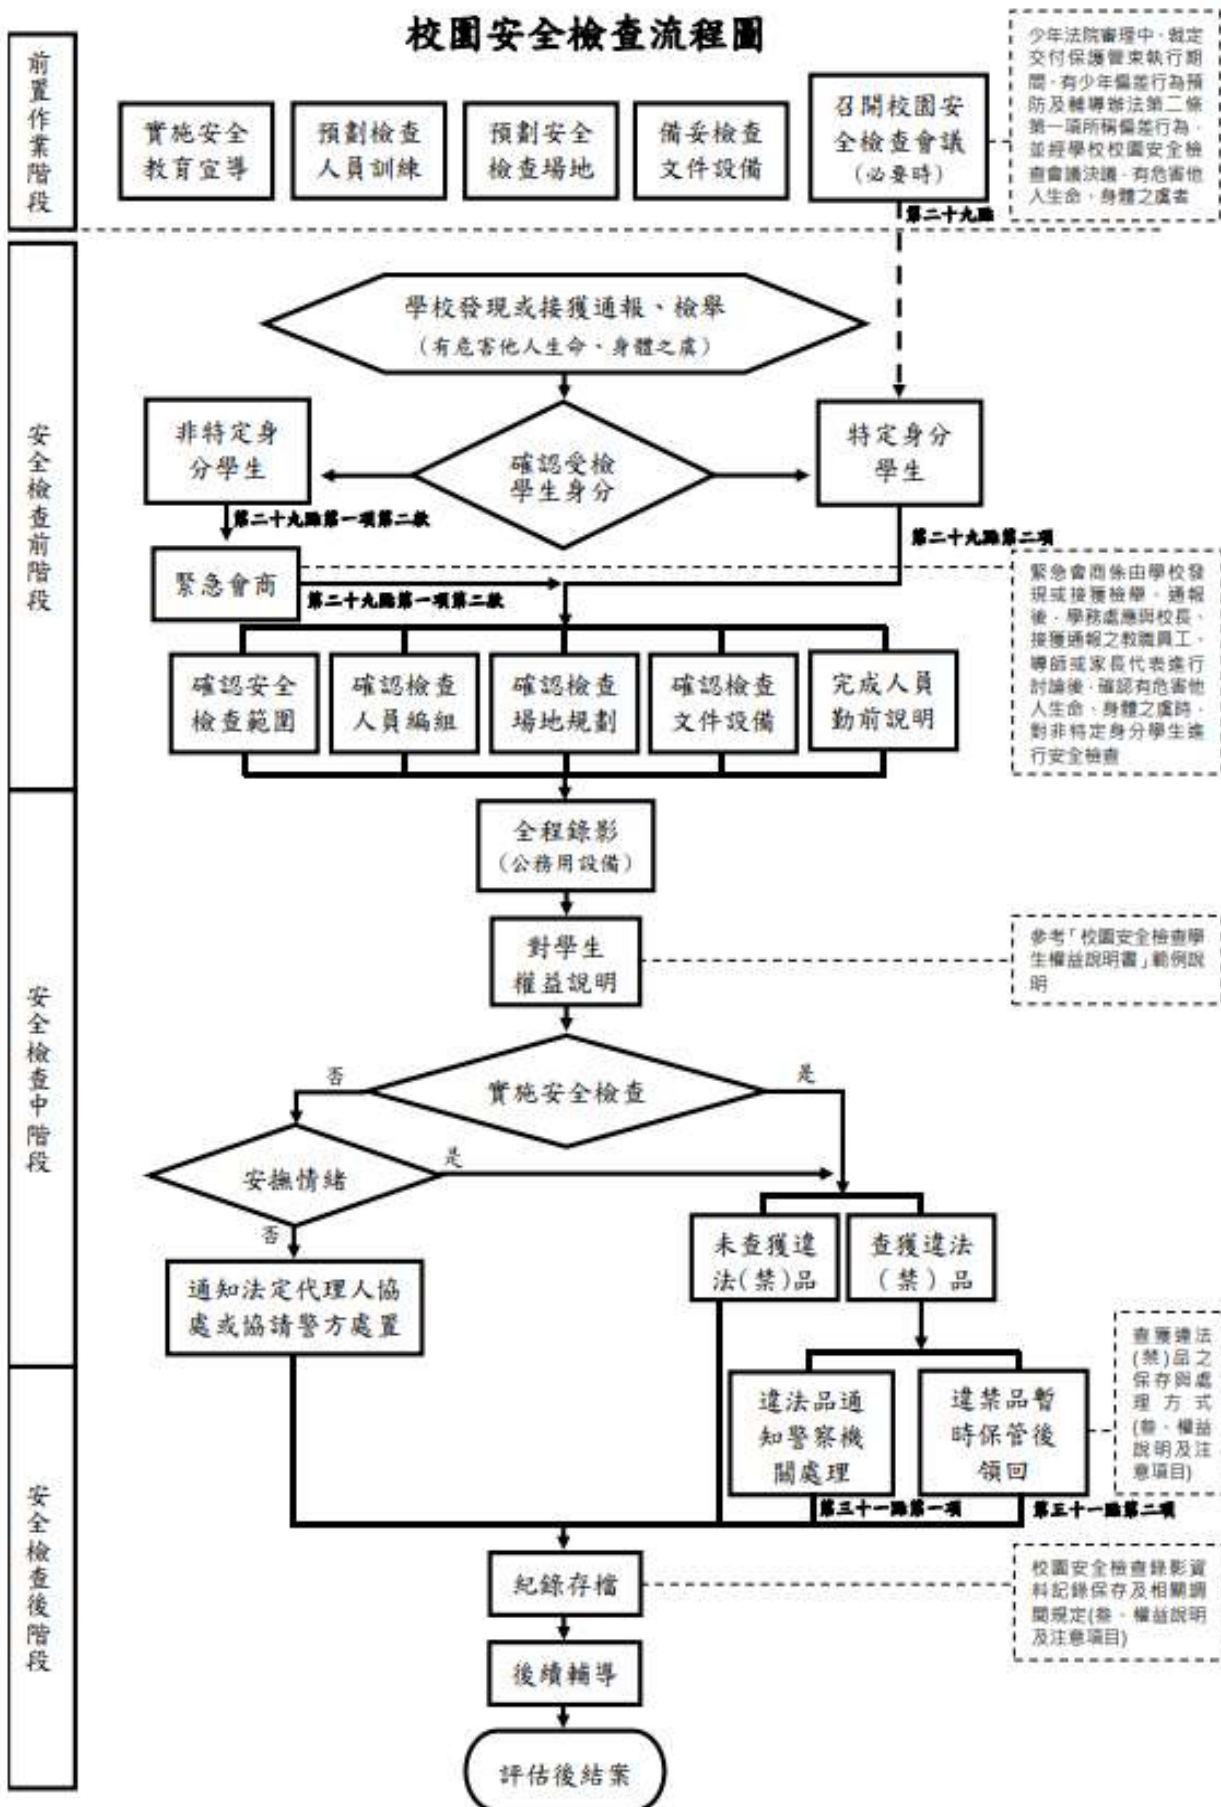 校園安全檢查流程圖
前置作業階段
實施安全
教育宣導
預劃檢查
人員訓練
預劃安全
檢查場地
備妥檢查
文件設備
召開校園安
全檢查會議
(必要時)
第二十九點
少年法院審理中、裁定
交付保護管束執行期
間、有少年偏差行為預
防及輔導辦法第二條
第一項所稱偏差行為,
並經學校校園安全檢
查會議決議,有危害他
人生命、身體之虞者
安全檢查前階段
學校發現或接獲通報、檢舉
(有危害他人生命、身體之虞)
非特定身
分學生
確認受檢
學生身分
特定身分
學生
第二十九點第一項第二款
第二十九點第二項
緊急會商
第二十九點第一項第二款
緊急會商係由學校發
現或接獲檢舉、通報
後,學務處應與校長、
接獲通報之教職員工、
導師或家長代表進行
討論後,確認有危害他
人生命、身體之虞時,
對非特定身分學生進
行安全檢查
確認安全
檢查範圍
確認檢查
人員編組
確認檢查
場地規劃
確認檢查
文件設備
完成人員
勤前說明
安全檢查中階段
全程錄影
(公務用設備)
對學生
權益說明
參考「校園安全檢查學
生權益說明書」範例說
明
實施安全檢查
否
是
安撫情緒
是
否
通知法定代理人協
處或協請警方處置
未查獲違
法(禁)品
查獲違法
(禁)品
安全檢查後階段
違法品通
知警察機
關處理
違禁品暫
時保管後
領回
查獲違法
(禁)品之
保存與處
理方式
(叁、權益
說明及注
意項目)
第三十一點第一項
第三十一點第二項
紀錄存檔
校園安全檢查錄影資
料記錄保存及相關調
閱規定(叁、權益說明
及注意項目)
後續輔導
評估後結案